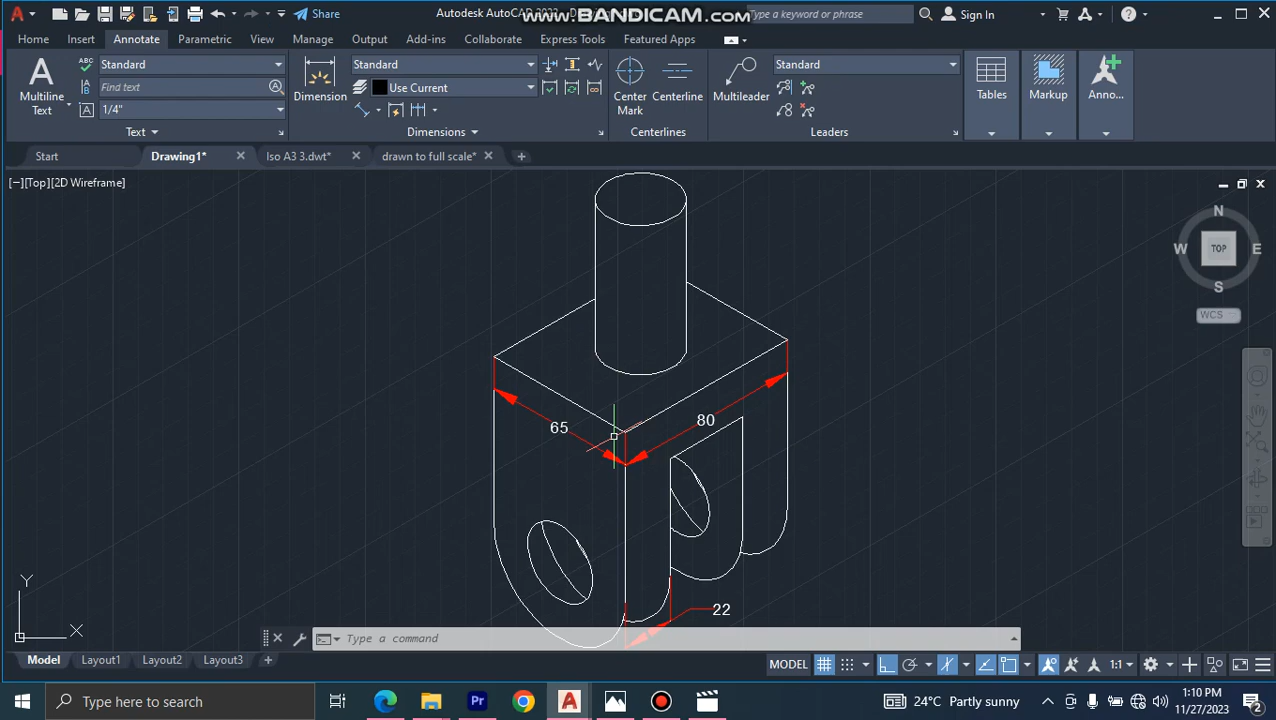 Share
Autodesk AutoCAD
www.BANDICAM.com
Type a keyword or phrase
Sign In
Home
Insert
Annotate
Parametric
View
Manage
Output
Add-ins
Collaborate
Express Tools
Featured Apps
Multiline
Text
ABC
Standard
Find text
1/4"
Text
Dimension
Standard
Use Current
Dimensions
Center
Mark
Centerline
Centerlines
Multileader
Standard
Leaders
Tables
Markup
Anno...
Start
Drawing1*
Iso A3 3.dwt*
drawn to full scale*
[−][Top][2D Wireframe]
N
W
TOP
E
S
WCS
65
80
22
Y
X
Type a command
Model
Layout1
Layout2
Layout3
MODEL
1:1
Type here to search
24°C Partly sunny
1:10 PM
11/27/2023
2